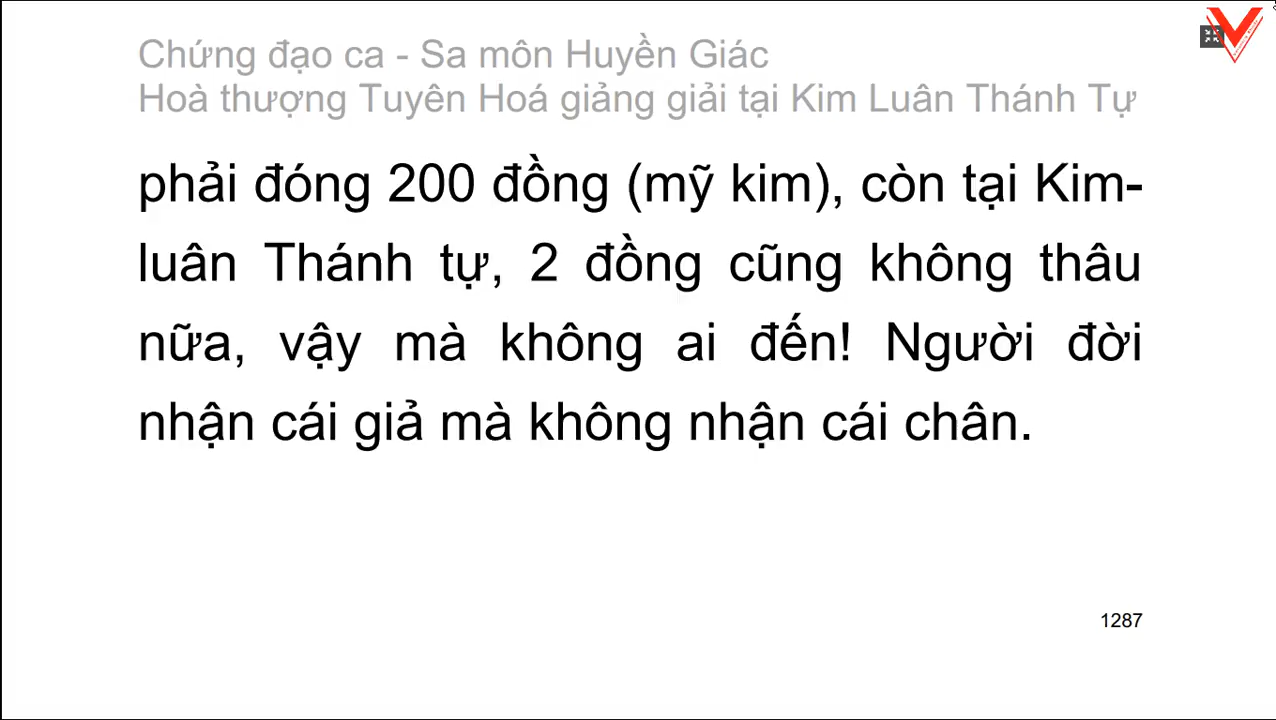 Chứng đạo ca - Sa môn Huyền Giác
Hoà thượng Tuyên Hoá giảng giải tại Kim Luân Thánh Tự
phải đóng 200 đồng (mỹ kim), còn tại Kim-
luân Thánh tự, 2 đồng cũng không thâu
nữa, vậy mà không ai đến! Người đời
nhận cái giả mà không nhận cái chân.
1287